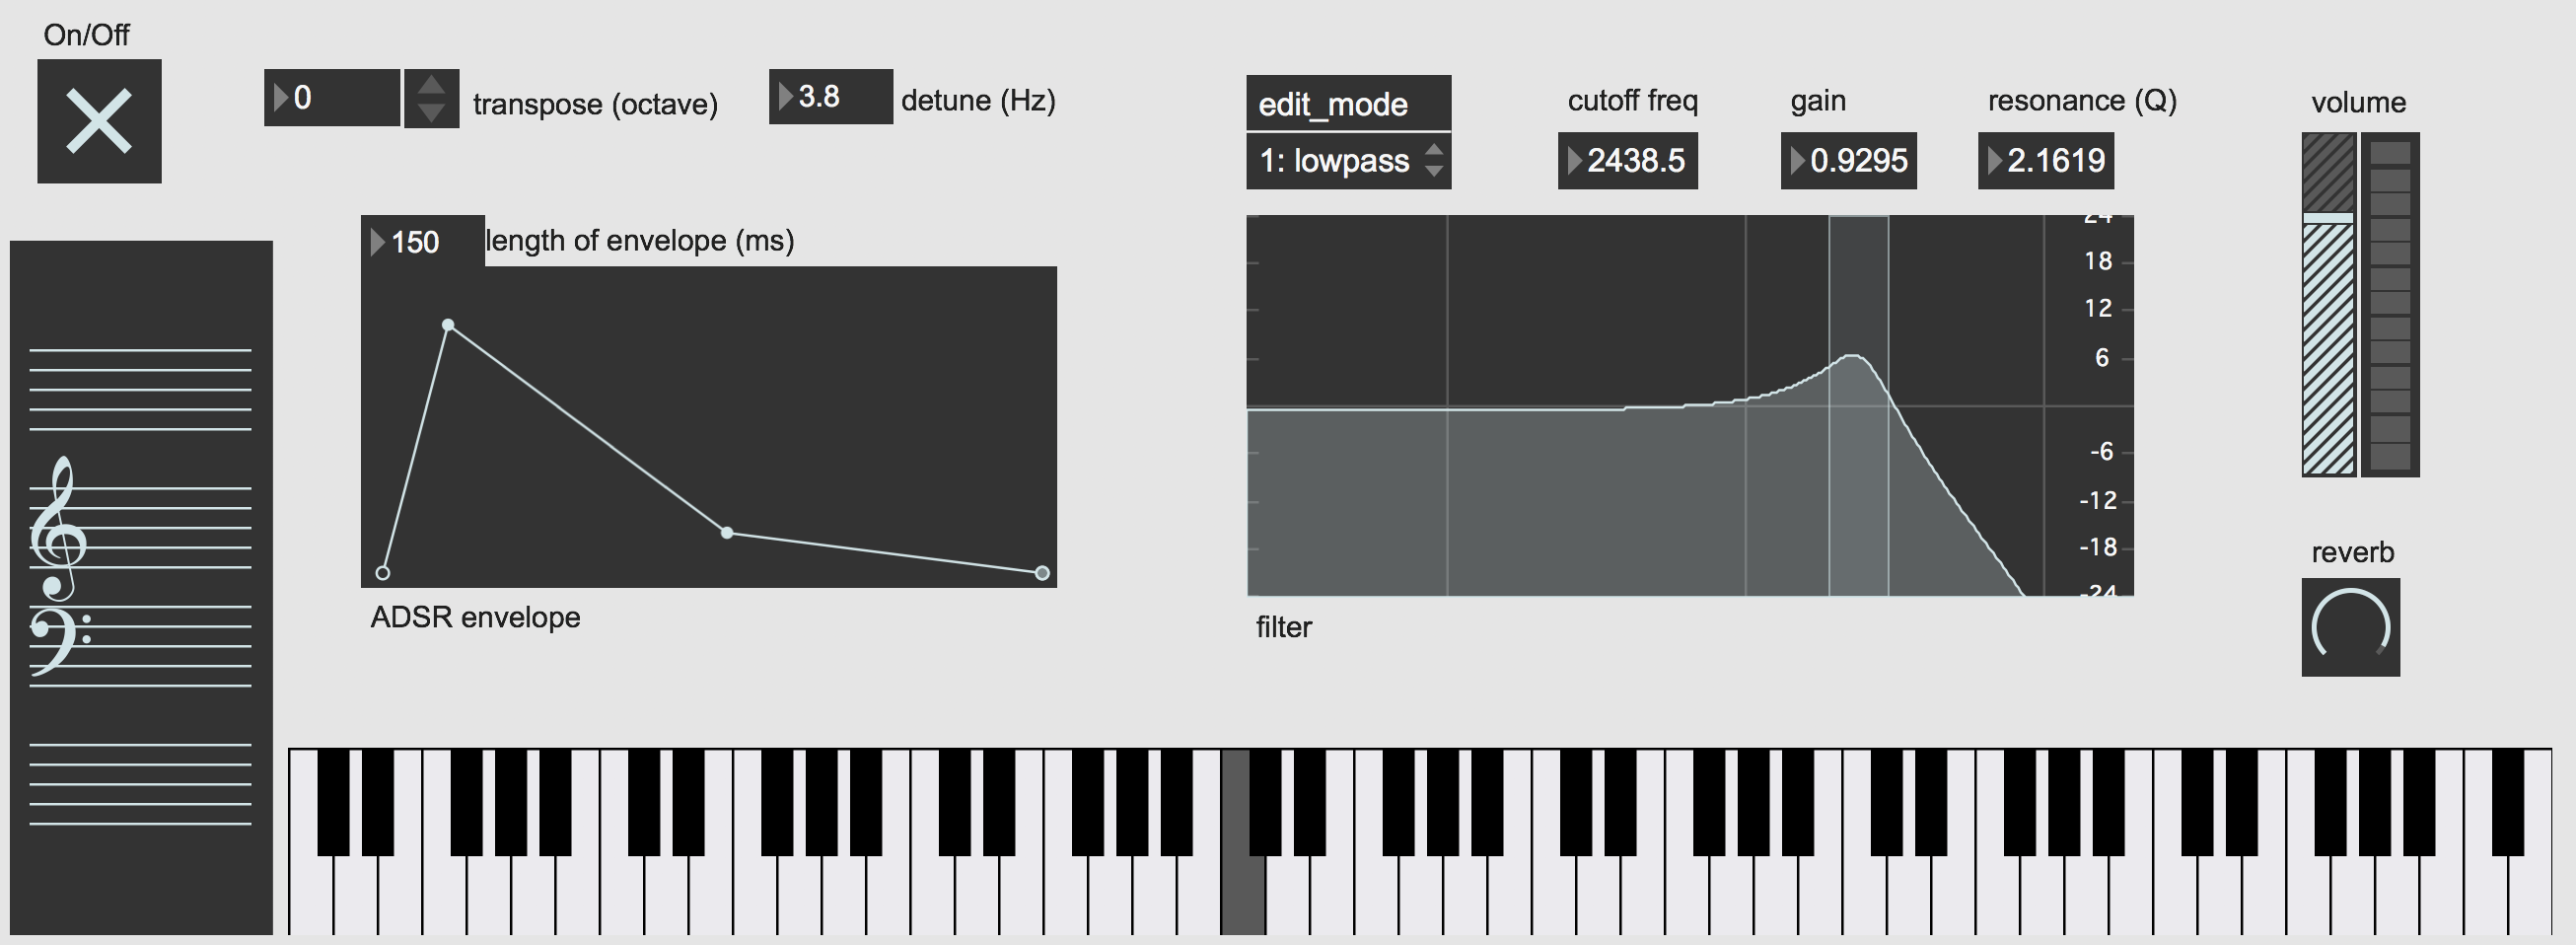 On/Off
0
transpose (octave)
3.8
detune (Hz)
edit_mode
1: lowpass
cutoff freq
2438.5
gain
0.9295
resonance (Q)
2.1619
volume
150
length of envelope (ms)
ADSR envelope
24
18
12
6
-6
-12
-18
-24
filter
reverb